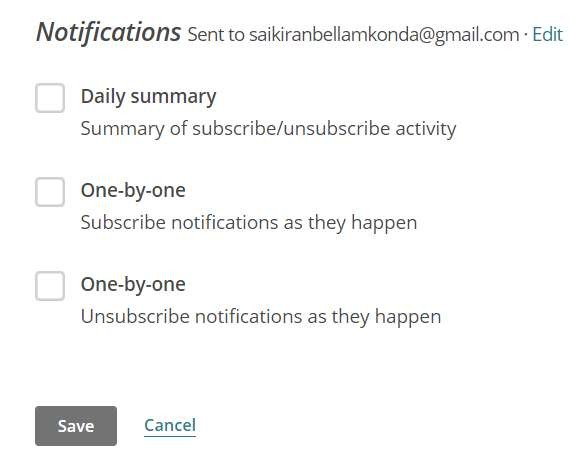 Notifications Sent to saikiranbellamkonda@gmail.com · Edit
Daily summary
Summary of subscribe/unsubscribe activity
One-by-one
Subscribe notifications as they happen
One-by-one
Unsubscribe notifications as they happen
Save Cancel